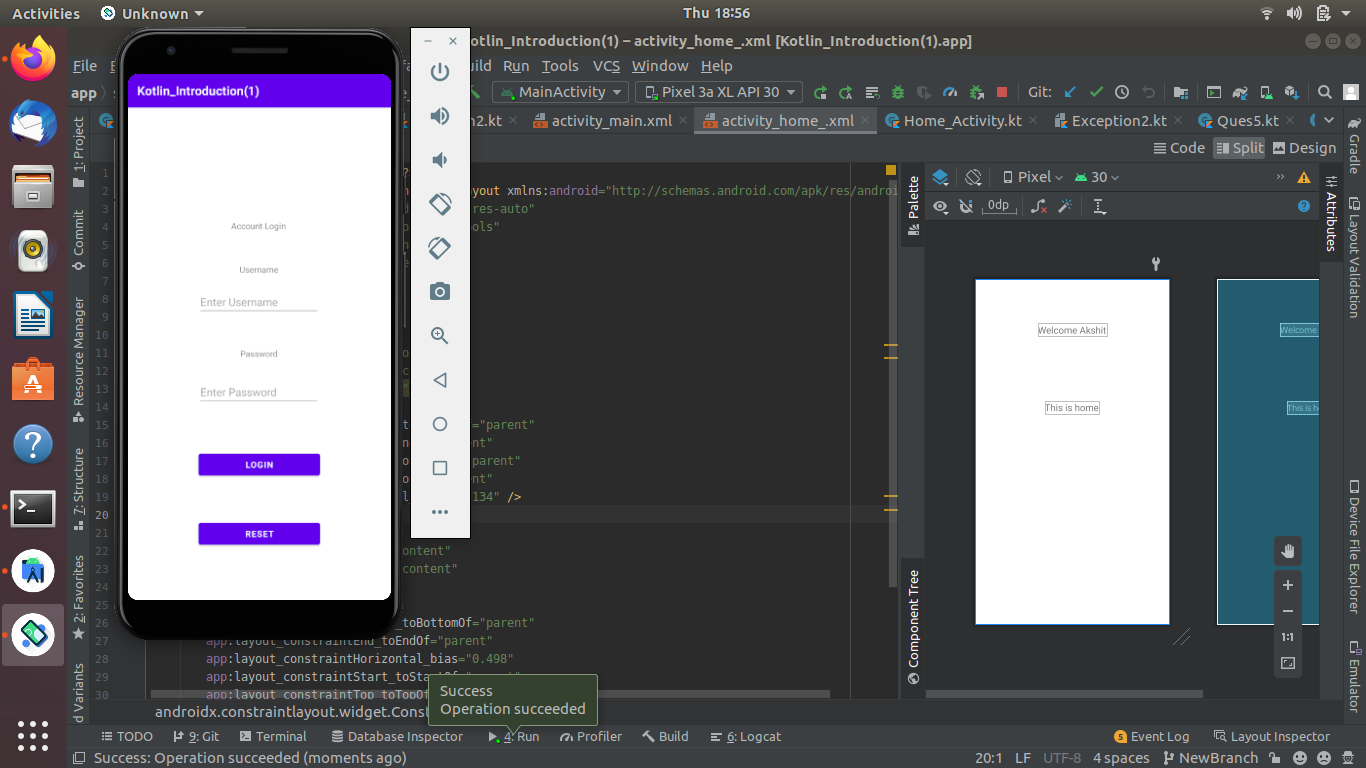 Activities
Unknown
Thu 18:56
Kotlin_Introduction(1) – activity_home_.xml [Kotlin_Introduction(1).app]
File
Run
Tools
VCS
Window
Help
app
MainActivity
Pixel 3a XL API 30
Git:
activity_main.xml
activity_home_.xml
Home_Activity.kt
Exception2.kt
Ques5.kt
Code
Split
Design
Kotlin_Introduction(1)
Account Login
Username
Enter Username
Password
Enter Password
LOGIN
RESET
1: Project
Commit
Resource Manager
7: Structure
2: Favorites
d Variants
1
2
ayout xmlns:android="http://schemas.android.com/apk/res/androi
3
res-auto"
4
ools"
5
6
7
8
9
10
11
12
13
14
15
="parent"
16
ent"
17
parent"
18
ent"
19
134" />
20
21
22
ontent"
23
content"
24
25
26
_toBottomOf="parent"
27
app:layout_constraintEnd_toEndOf="parent"
28
app:layout_constraintHorizontal_bias="0.498"
29
app:layout_constraintStart_toStartOf="parent"
30
app:layout_constraintTop_toTopOf
androidx.constraintlayout.widget.Const
Success
Operation succeeded
Palette
Component Tree
Pixel
30
0dp
Welcome Akshit
This is home
Welcome
This is h
1:1
Attributes
Gradle
Layout Validation
Device File Explorer
Emulator
TODO
9: Git
Terminal
Database Inspector
4: Run
Profiler
Build
6: Logcat
5 Event Log
Layout Inspector
Success: Operation succeeded (moments ago)
20:1
LF
UTF-8
4 spaces
NewBranch